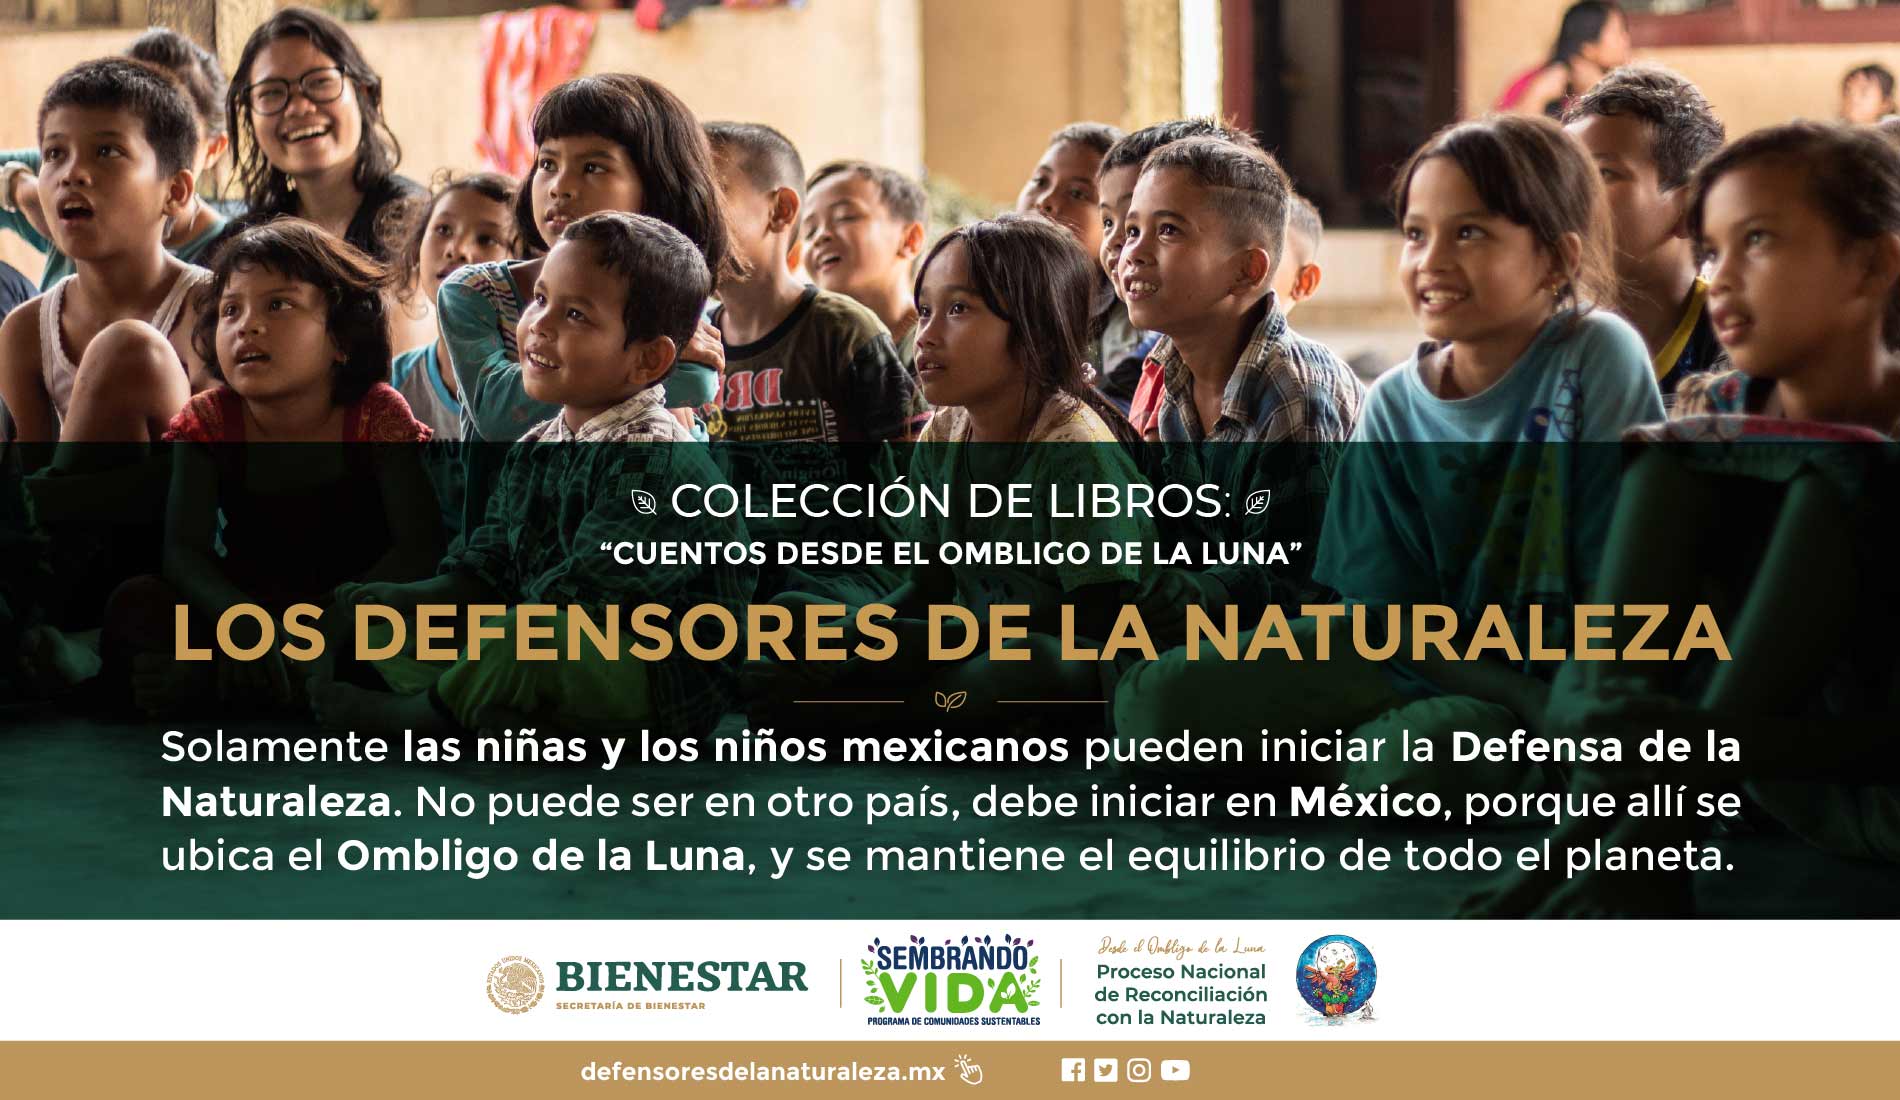 COLECCIÓN DE LIBROS:
“CUENTOS DESDE EL OMBLIGO DE LA LUNA”
LOS DEFENSORES DE LA NATURALEZA
Solamente las niñas y los niños mexicanos pueden iniciar la Defensa de la
Naturaleza. No puede ser en otro país, debe iniciar en México, porque allí se
ubica el Ombligo de la Luna, y se mantiene el equilibrio de todo el planeta.
ESTADOS UNIDOS MEXICANOS
BIENESTAR
SECRETARÍA DE BIENESTAR
SEMBRANDO
VIDA
PROGRAMA DE COMUNIDADES SUSTENTABLES
Desde el Ombligo de la Luna
Proceso Nacional
de Reconciliación
con la Naturaleza
defensoresdelanaturaleza.mx